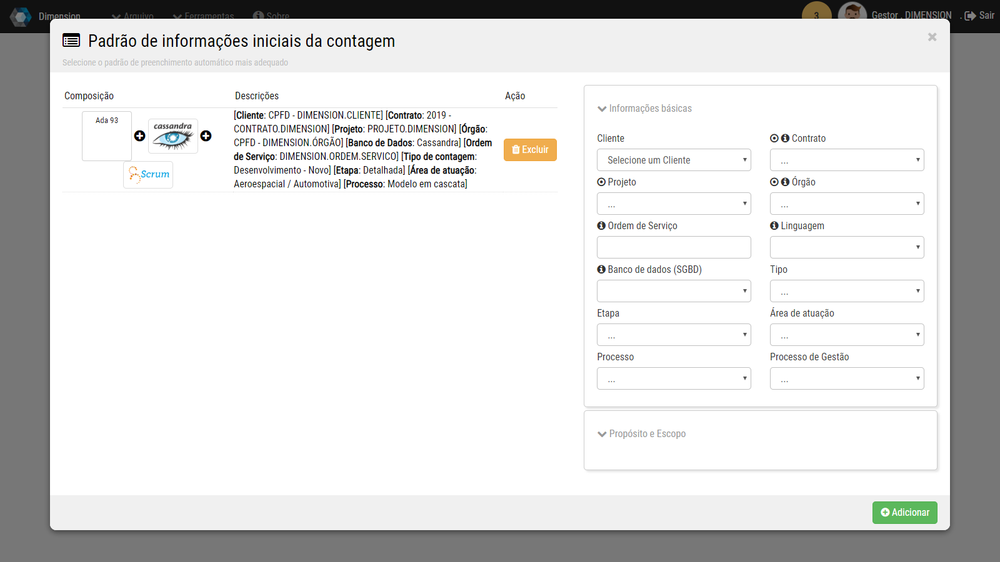 Dimension
Arquivo
Ferramentas
Sobre
3
Gestor . DIMENSION
. Sair
Padrão de informações iniciais da contagem
×
Selecione o padrão de preenchimento automático mais adequado
Composição
Descrições
Ação
Ada 93
cassandra
Scrum
[Cliente: CPFD - DIMENSION.CLIENTE] [Contrato: 2019 -
CONTRATO.DIMENSION] [Projeto: PROJETO.DIMENSION] [Órgão:
CPFD - DIMENSION.ÓRGÃO] [Banco de Dados: Cassandra] [Ordem
de Serviço: DIMENSION.ORDEM.SERVICO] [Tipo de contagem:
Desenvolvimento - Novo] [Etapa: Detalhada] [Área de atuação:
Aeroespacial / Automotiva] [Processo: Modelo em cascata]
Excluir
Informações básicas
Cliente
Contrato
Selecione um Cliente
...
Projeto
Órgão
...
...
Ordem de Serviço
Linguagem
Banco de dados (SGBD)
Tipo
...
Etapa
Área de atuação
...
...
Processo
Processo de Gestão
...
...
Propósito e Escopo
Adicionar